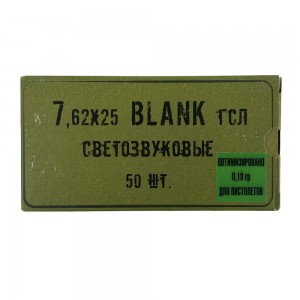 7,62X25 BLANK ГСЛ
СВЕТОЗВУКОВЫЕ
50 ШТ.
ОПТИМИЗИРОВАНО
0,18 гр
ДЛЯ ПИСТОЛЕТОВ